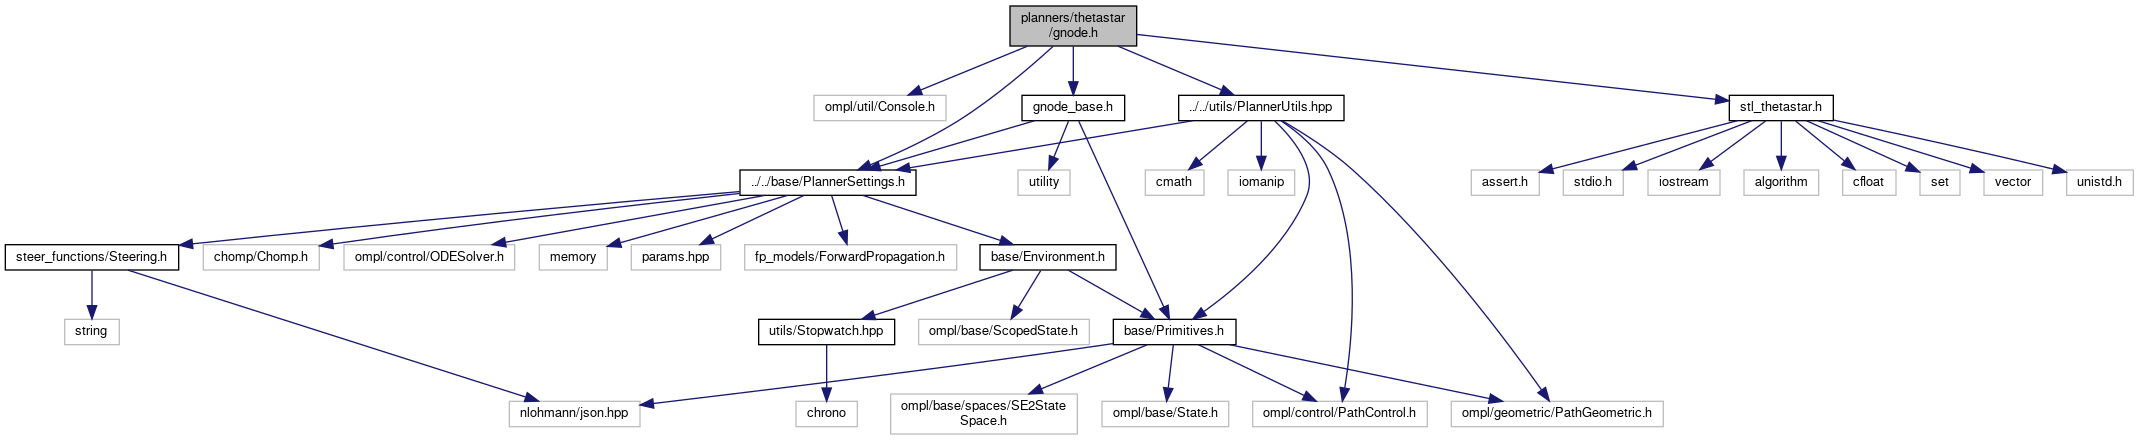 planners/thetastar
/gnode.h
ompl/util/Console.h
gnode_base.h
../../utils/PlannerUtils.hpp
stl_thetastar.h
../../base/PlannerSettings.h
utility
cmath
iomanip
assert.h
stdio.h
iostream
algorithm
cfloat
set
vector
unistd.h
steer_functions/Steering.h
chomp/Chomp.h
ompl/control/ODESolver.h
memory
params.hpp
fp_models/ForwardPropagation.h
base/Environment.h
string
utils/Stopwatch.hpp
ompl/base/ScopedState.h
base/Primitives.h
nlohmann/json.hpp
chrono
ompl/base/spaces/SE2State
Space.h
ompl/base/State.h
ompl/control/PathControl.h
ompl/geometric/PathGeometric.h